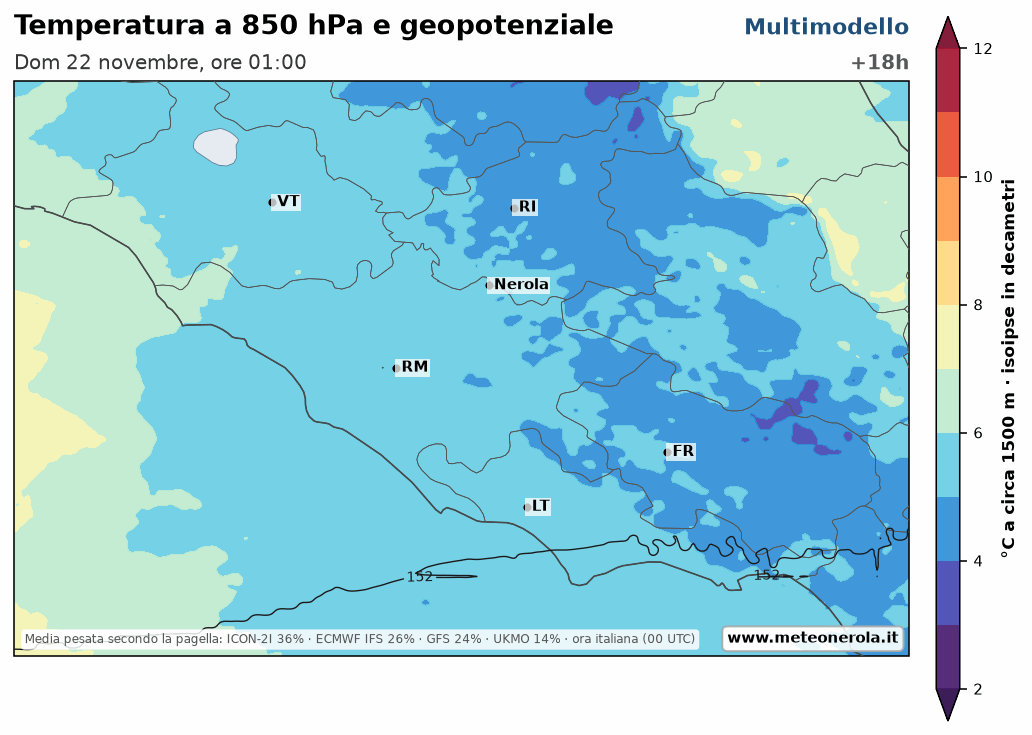 Temperatura a 850 hPa e geopotenziale
Multimodello
Dom 22 novembre, ore 01:00
+18h
VT
RI
Nerola
RM
FR
LT
152
152
Media pesata secondo la pagella: ICON-2I 36% · ECMWF IFS 26% · GFS 24% · UKMO 14% · ora italiana (00 UTC)
www.meteonerola.it
12
10
8
6
4
2
°C a circa 1500 m · isoipse in decametri